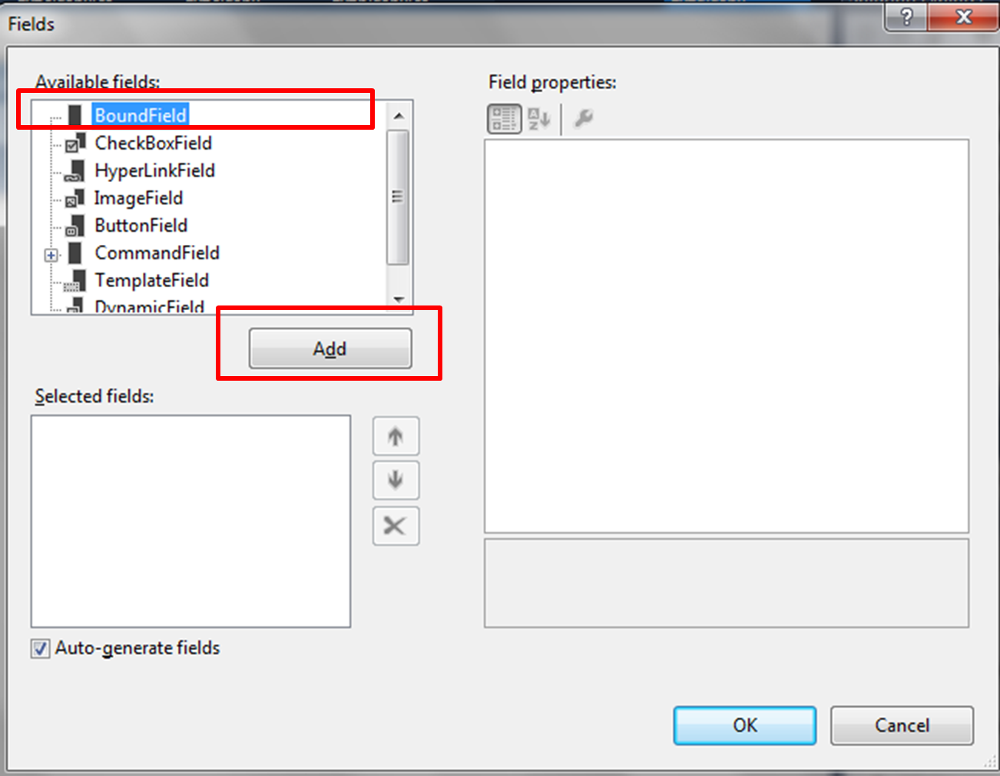 Fields
Available fields:
BoundField
CheckBoxField
HyperLinkField
ImageField
ButtonField
CommandField
TemplateField
DynamicField
Add
Selected fields:
Auto-generate fields
Field properties:
OK
Cancel